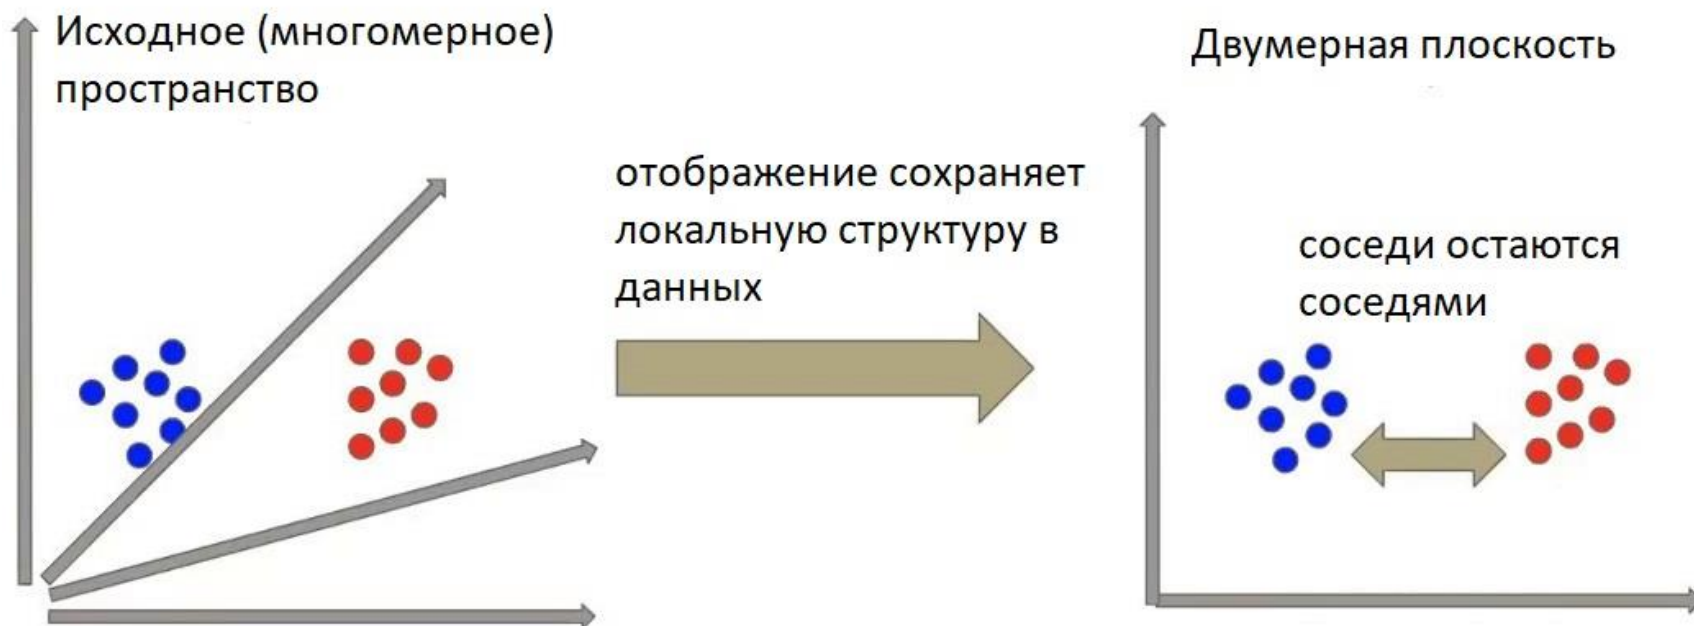 Исходное (многомерное)
пространство
Двумерная плоскость
отображение сохраняет
локальную структуру в
данных
соседи остаются
соседями